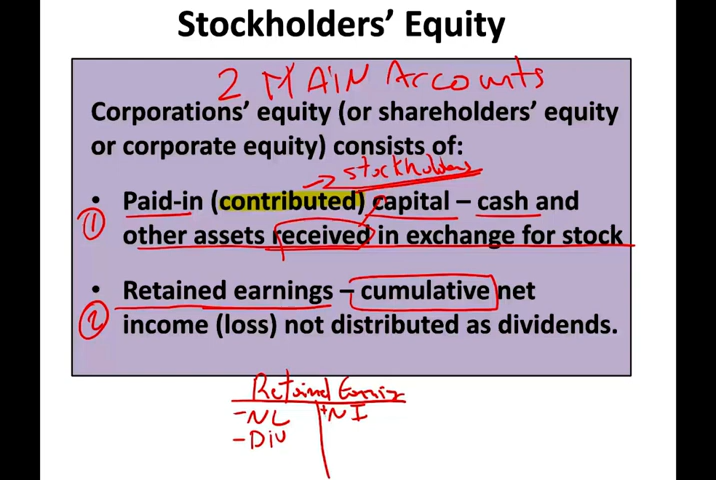 Stockholders' Equity
2 MAiN Accounts
Corporations' equity (or shareholders' equity
or corporate equity) consists of:
→ stockholders
• Paid-in (contributed) capital – cash and
① other assets received in exchange for stock
• Retained earnings – cumulative net
② income (loss) not distributed as dividends.
Retained Earnings
-NL +NI
-Div